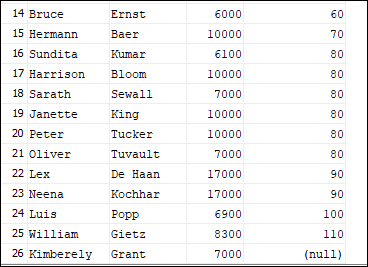 14 Bruce Ernst 6000 60
15 Hermann Baer 10000 70
16 Sundita Kumar 6100 80
17 Harrison Bloom 10000 80
18 Sarath Sewall 7000 80
19 Janette King 10000 80
20 Peter Tucker 10000 80
21 Oliver Tuvault 7000 80
22 Lex De Haan 17000 90
23 Neena Kochhar 17000 90
24 Luis Popp 6900 100
25 William Gietz 8300 110
26 Kimberely Grant 7000 (null)